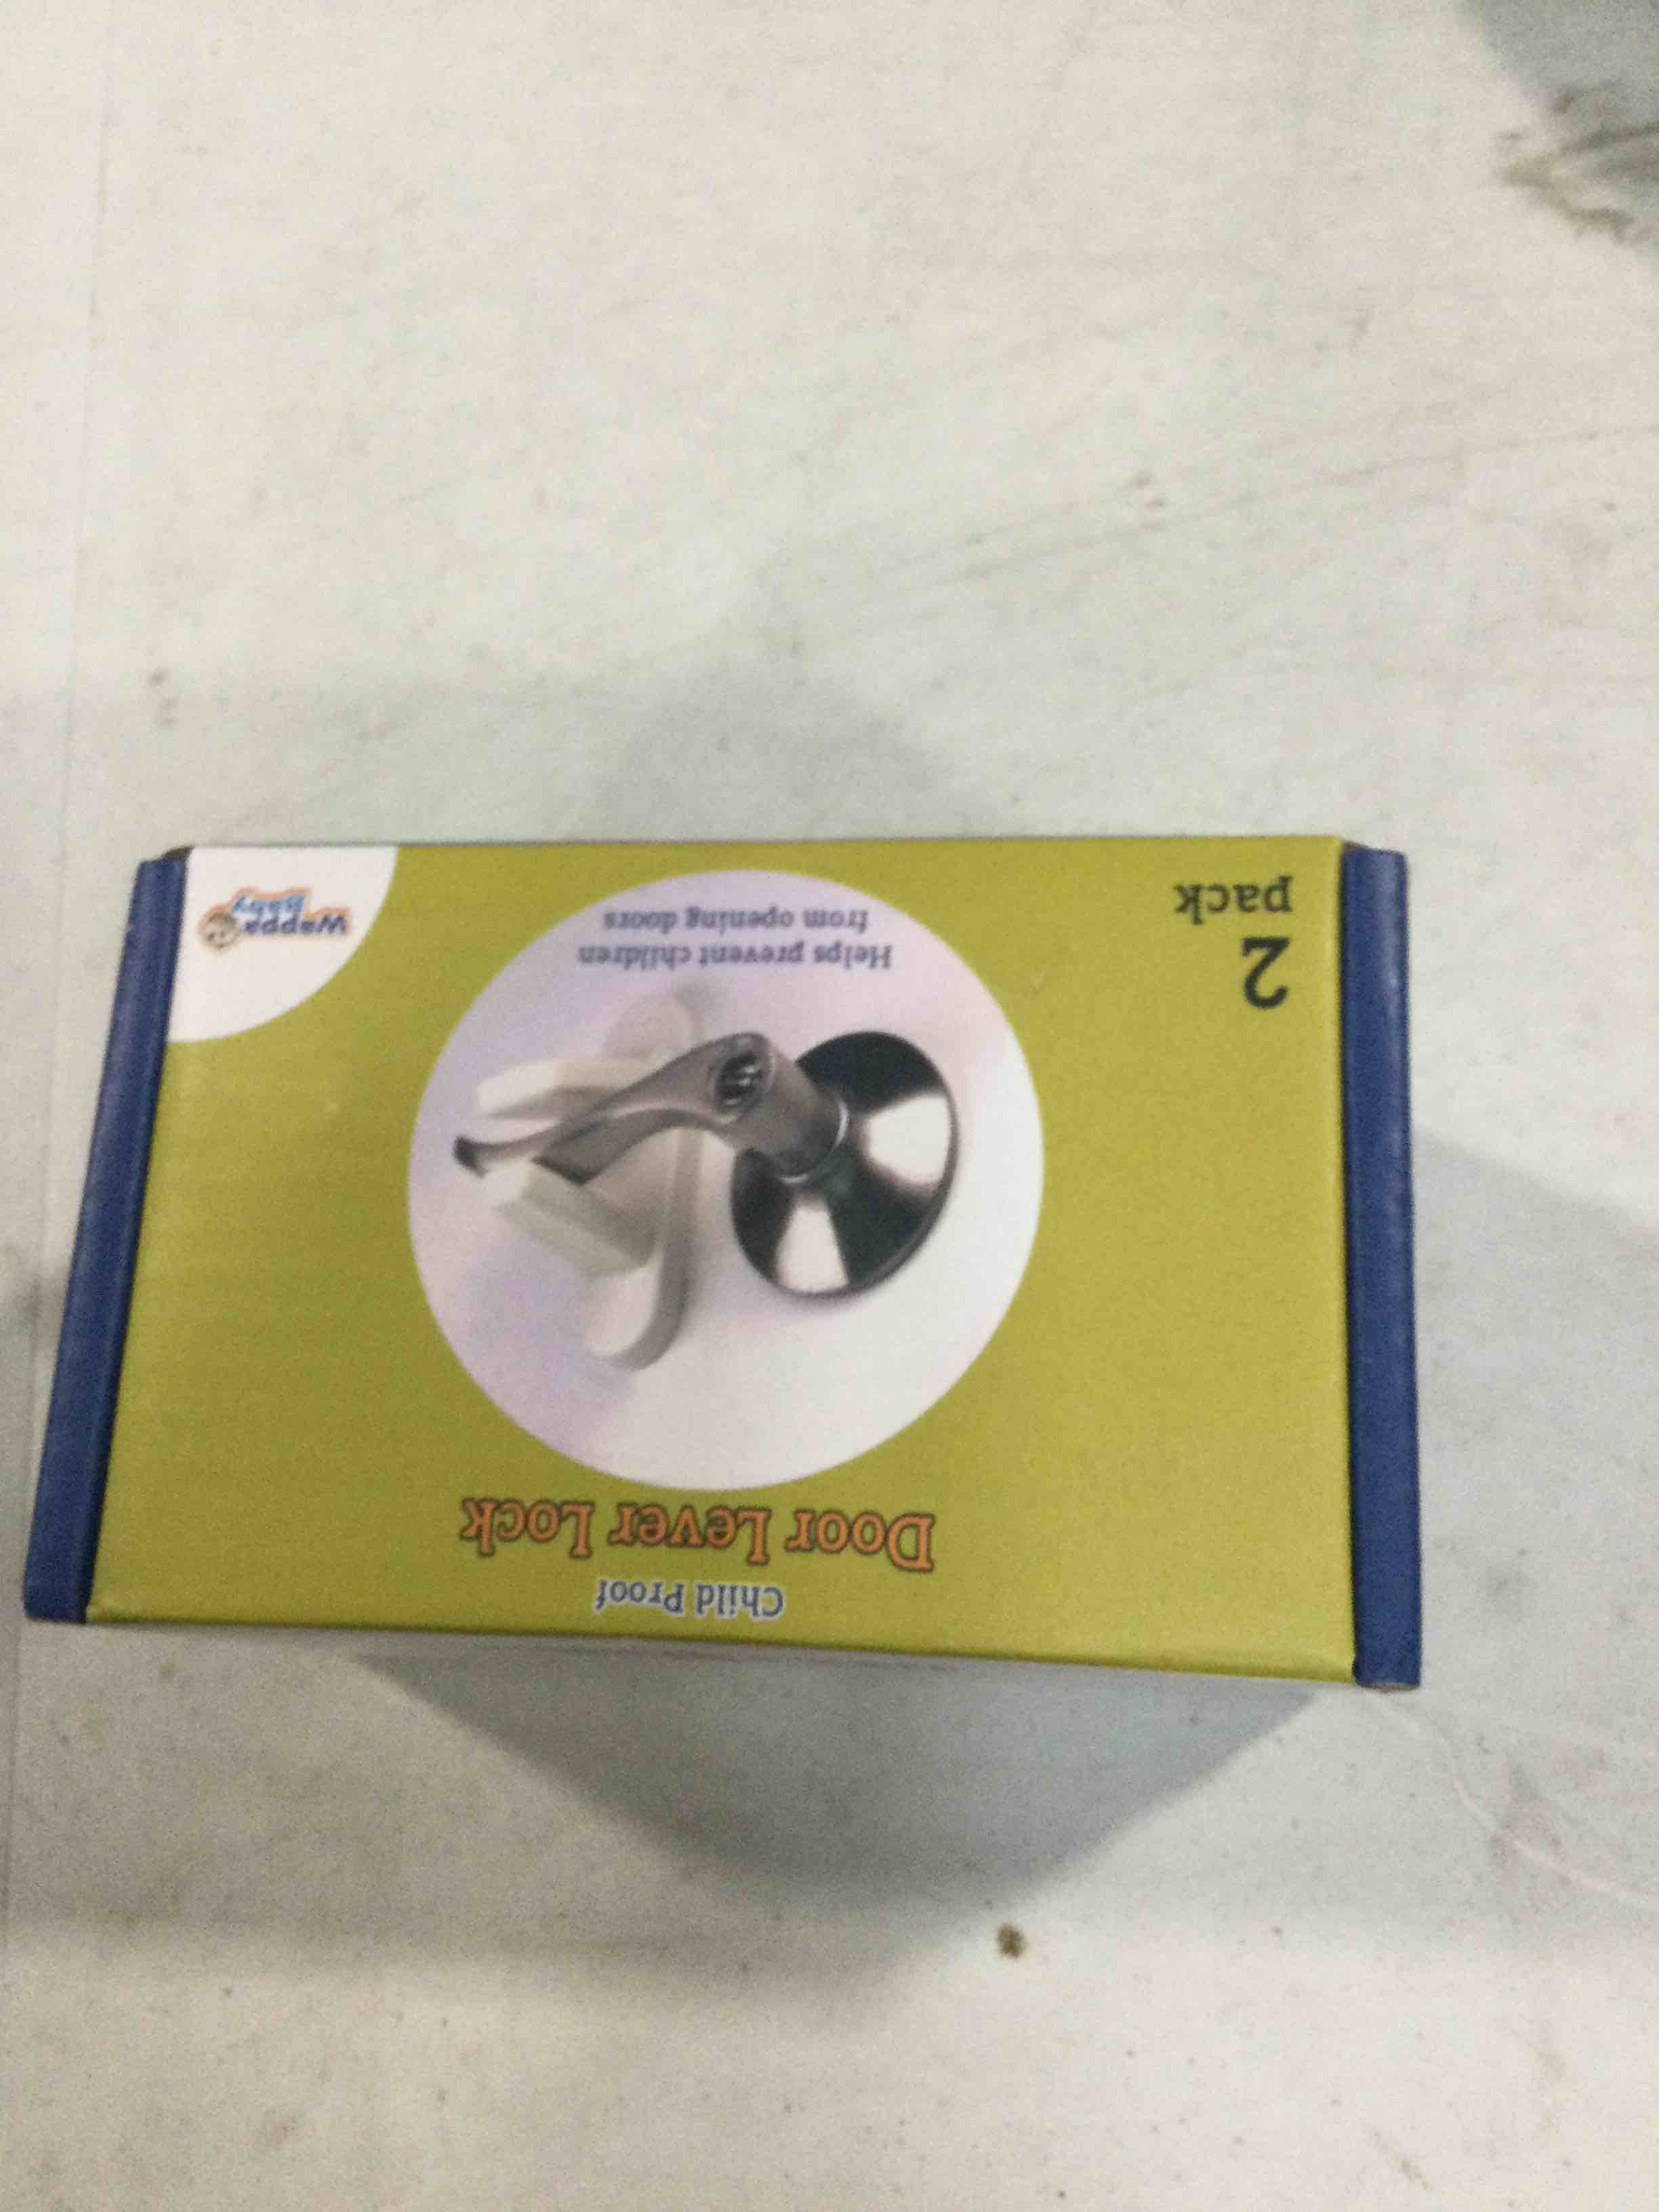 Child Proof
Door Lever Lock
Helps prevent children
from opening doors
2
pack
Wappa
Baby